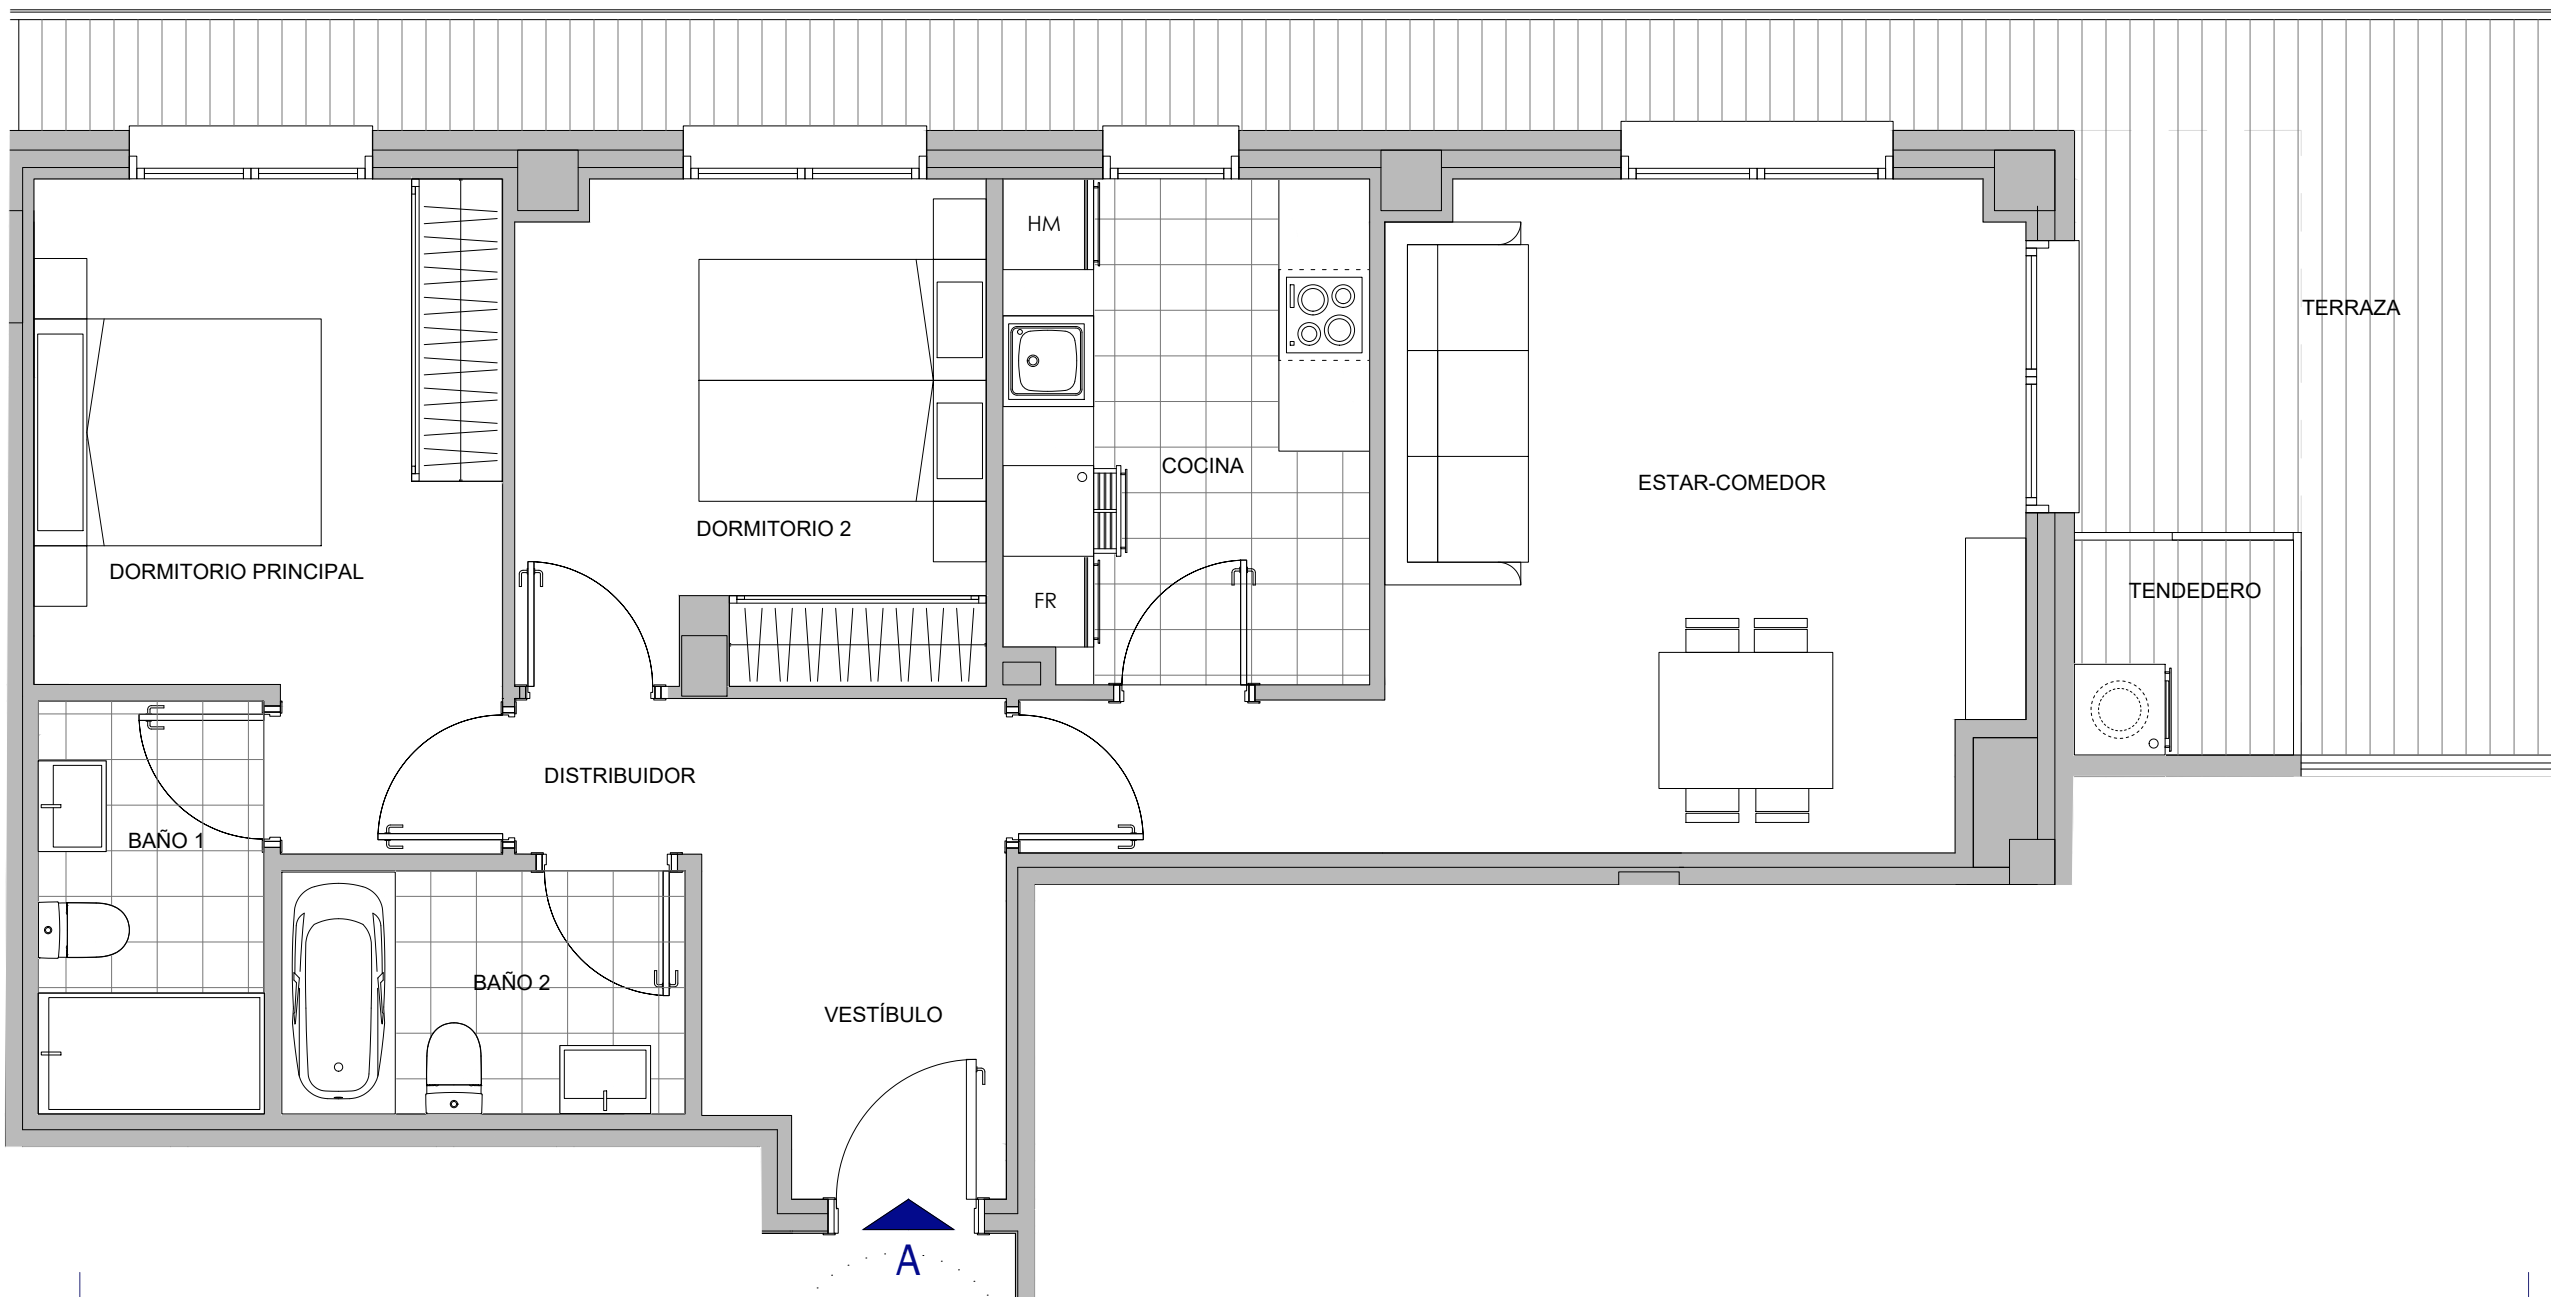 HM
TERRAZA
COCINA
ESTAR-COMEDOR
DORMITORIO 2
DORMITORIO PRINCIPAL
FR
TENDEDERO
DISTRIBUIDOR
BAÑO 1
BAÑO 2
VESTÍBULO
A